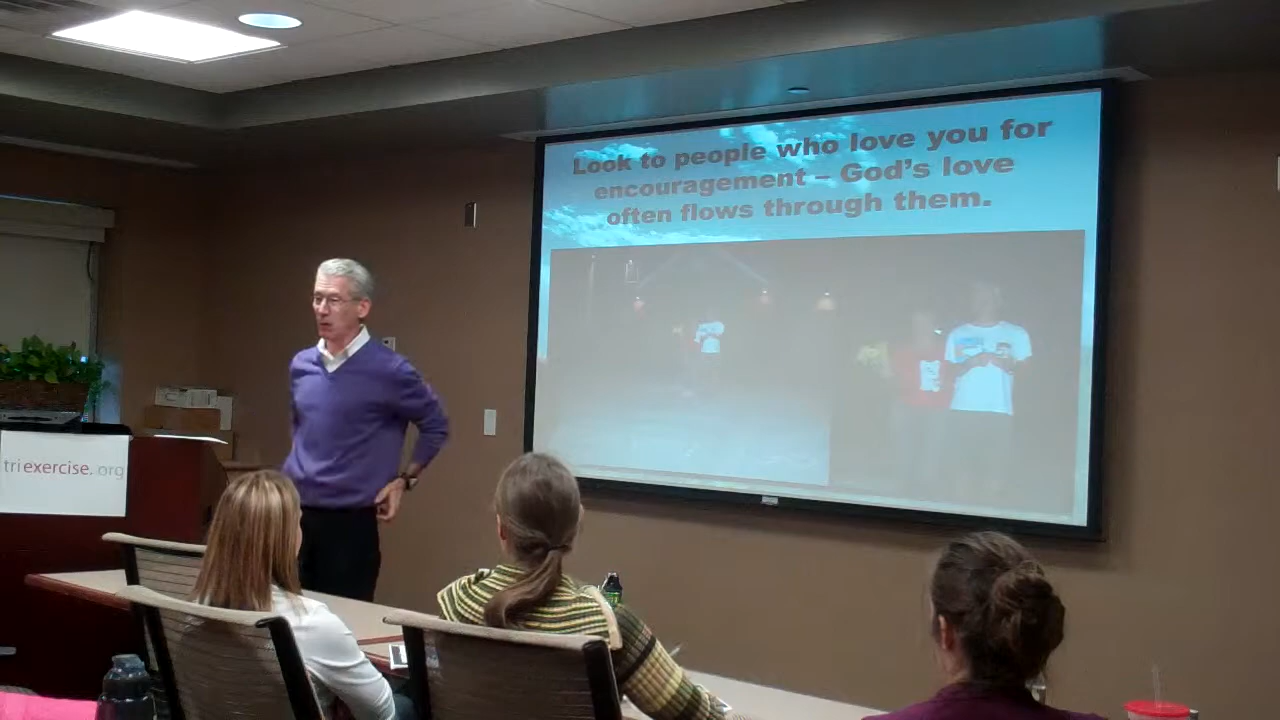 Look to people who love you for
encouragement – God's love
often flows through them.
triexercise. org